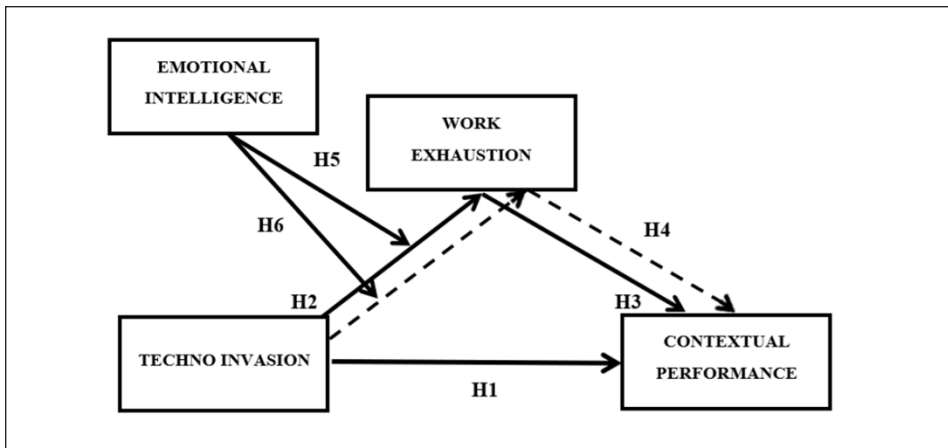 EMOTIONAL
INTELLIGENCE
WORK
EXHAUSTION
H5
H6
H4
H2
H3
TECHNO INVASION
CONTEXTUAL
PERFORMANCE
H1